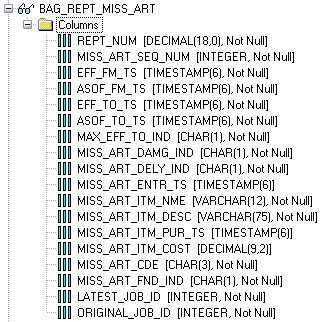 BAG_REPT_MISS_ART
Columns
REPT_NUM [DECIMAL(18,0), Not Null]
MISS_ART_SEQ_NUM [INTEGER, Not Null]
EFF_FM_TS [TIMESTAMP(6), Not Null]
ASOF_FM_TS [TIMESTAMP(6), Not Null]
EFF_TO_TS [TIMESTAMP(6), Not Null]
ASOF_TO_TS [TIMESTAMP(6), Not Null]
MAX_EFF_TO_IND [CHAR(1), Not Null]
MISS_ART_DAMG_IND [CHAR(1), Not Null]
MISS_ART_DELY_IND [CHAR(1), Not Null]
MISS_ART_ENTR_TS [TIMESTAMP(6)]
MISS_ART_ITM_NME [VARCHAR(12), Not Null]
MISS_ART_ITM_DESC [VARCHAR(75), Not Null]
MISS_ART_ITM_PUR_TS [TIMESTAMP(6)]
MISS_ART_ITM_COST [DECIMAL(9,2)]
MISS_ART_CDE [CHAR(3), Not Null]
MISS_ART_FND_IND [CHAR(1), Not Null]
LATEST_JOB_ID [INTEGER, Not Null]
ORIGINAL_JOB_ID [INTEGER, Not Null]